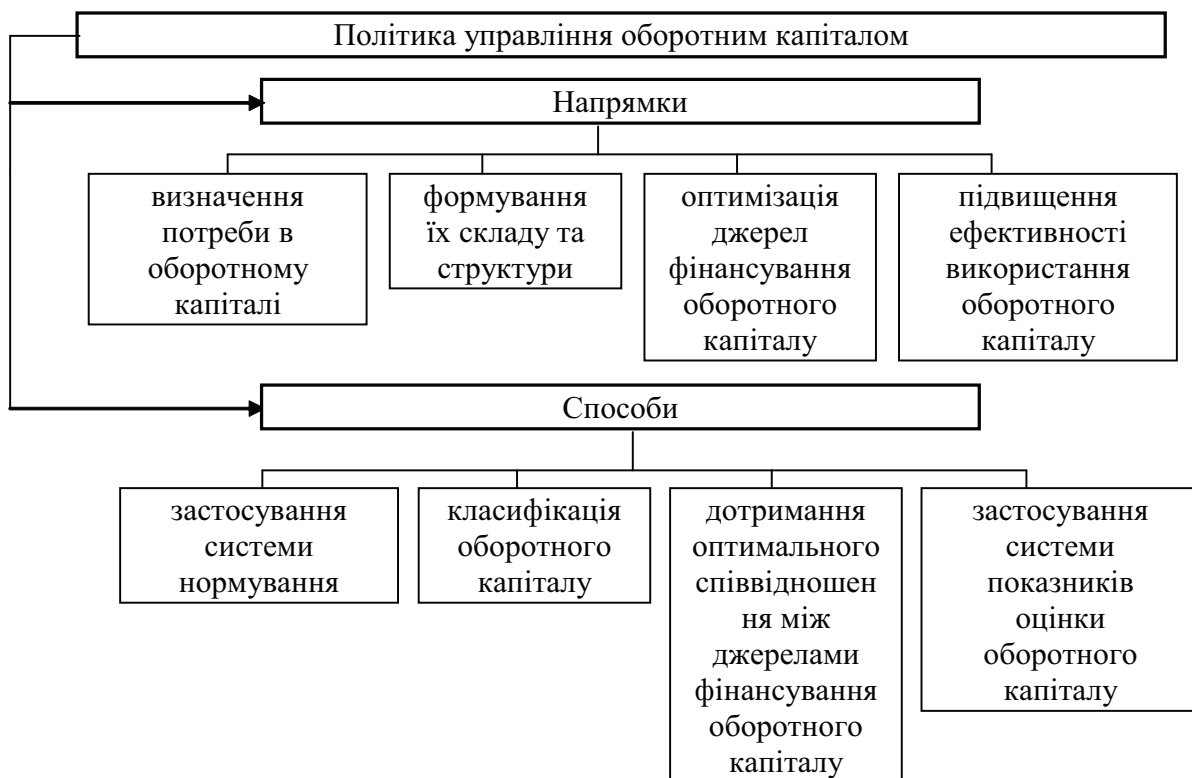 Політика управління оборотним капіталом
Напрямки
визначення
потреби в
оборотному
капіталі
формування
їх складу та
структури
оптимізація
джерел
фінансування
оборотного
капіталу
підвищення
ефективності
використання
оборотного
капіталу
Способи
застосування
системи
нормування
класифікація
оборотного
капіталу
дотримання
оптимального
співвідношен
ня між
джерелами
фінансування
оборотного
капіталу
застосування
системи
показників
оцінки
оборотного
капіталу